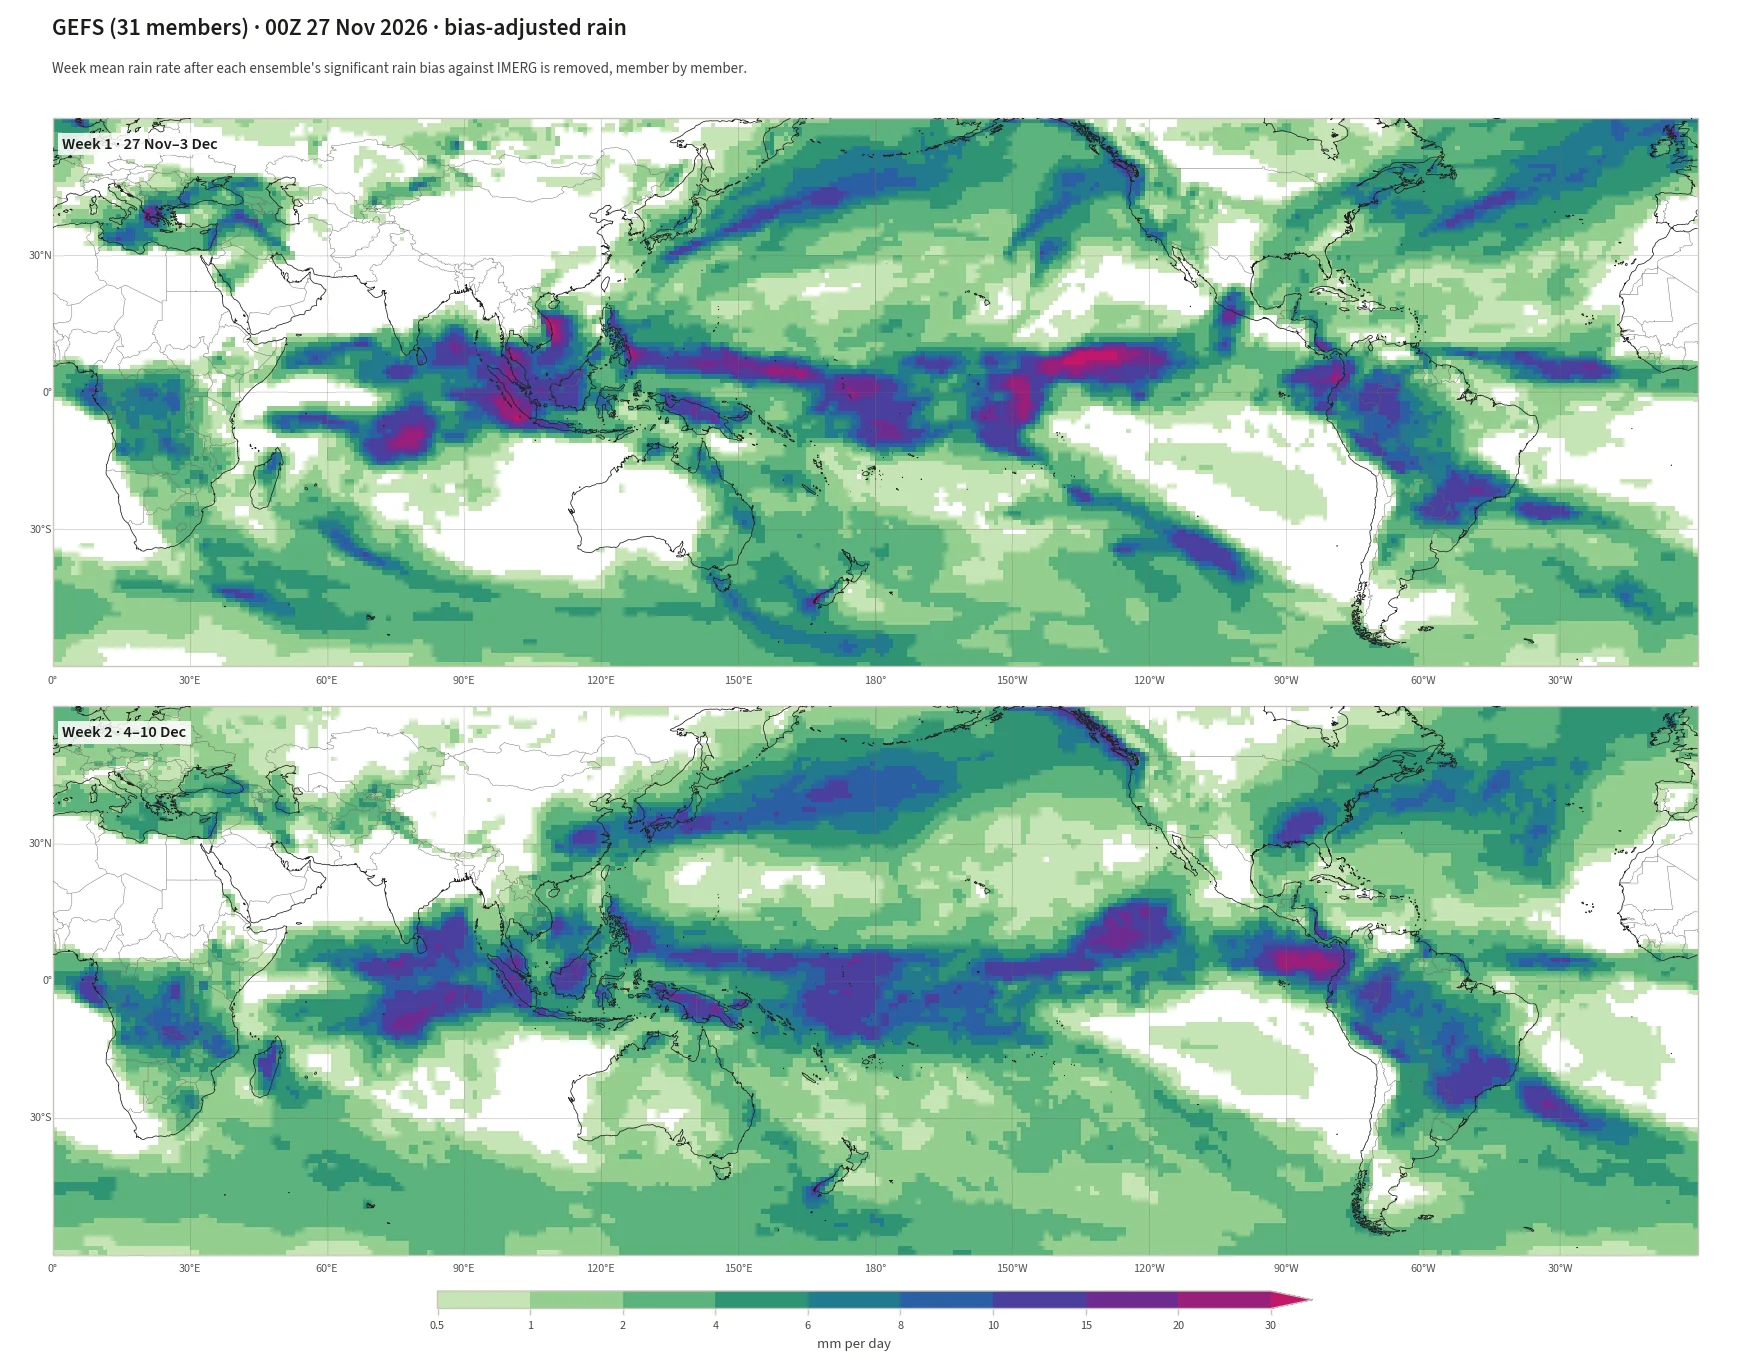 GEFS (31 members) · 00Z 27 Nov 2026 · bias-adjusted rain
Week mean rain rate after each ensemble's significant rain bias against IMERG is removed, member by member.
Week 1 · 27 Nov–3 Dec
30°N
0°
30°S
0° 30°E 60°E 90°E 120°E 150°E 180° 150°W 120°W 90°W 60°W 30°W
Week 2 · 4–10 Dec
30°N
0°
30°S
0° 30°E 60°E 90°E 120°E 150°E 180° 150°W 120°W 90°W 60°W 30°W
0.5 1 2 4 6 8 10 15 20 30
mm per day